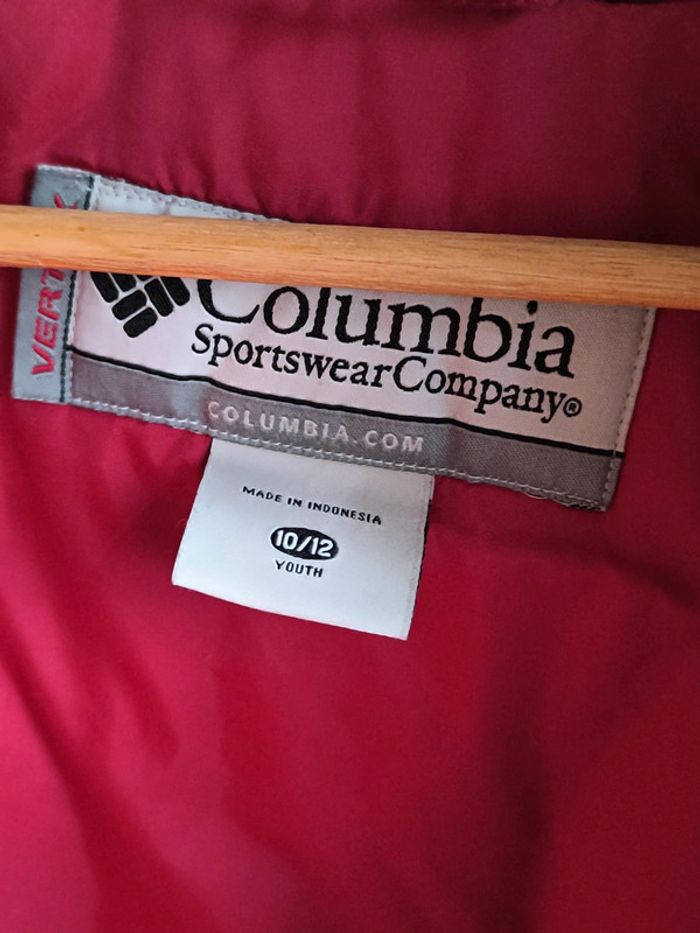 Columbia
SportswearCompany®
COLUMBIA.COM
MADE IN INDONESIA
10/12
YOUTH